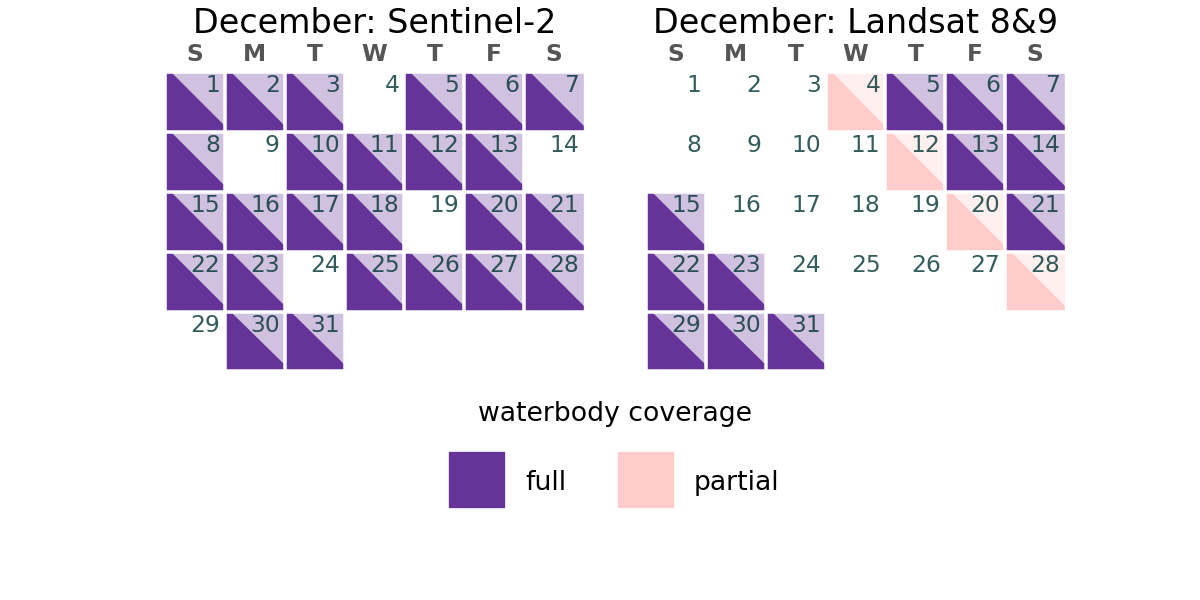 December: Sentinel-2
S M T W T F S
1 2 3 4 5 6 7
8 9 10 11 12 13 14
15 16 17 18 19 20 21
22 23 24 25 26 27 28
29 30 31
December: Landsat 8&9
S M T W T F S
1 2 3 4 5 6 7
8 9 10 11 12 13 14
15 16 17 18 19 20 21
22 23 24 25 26 27 28
29 30 31
waterbody coverage
full partial